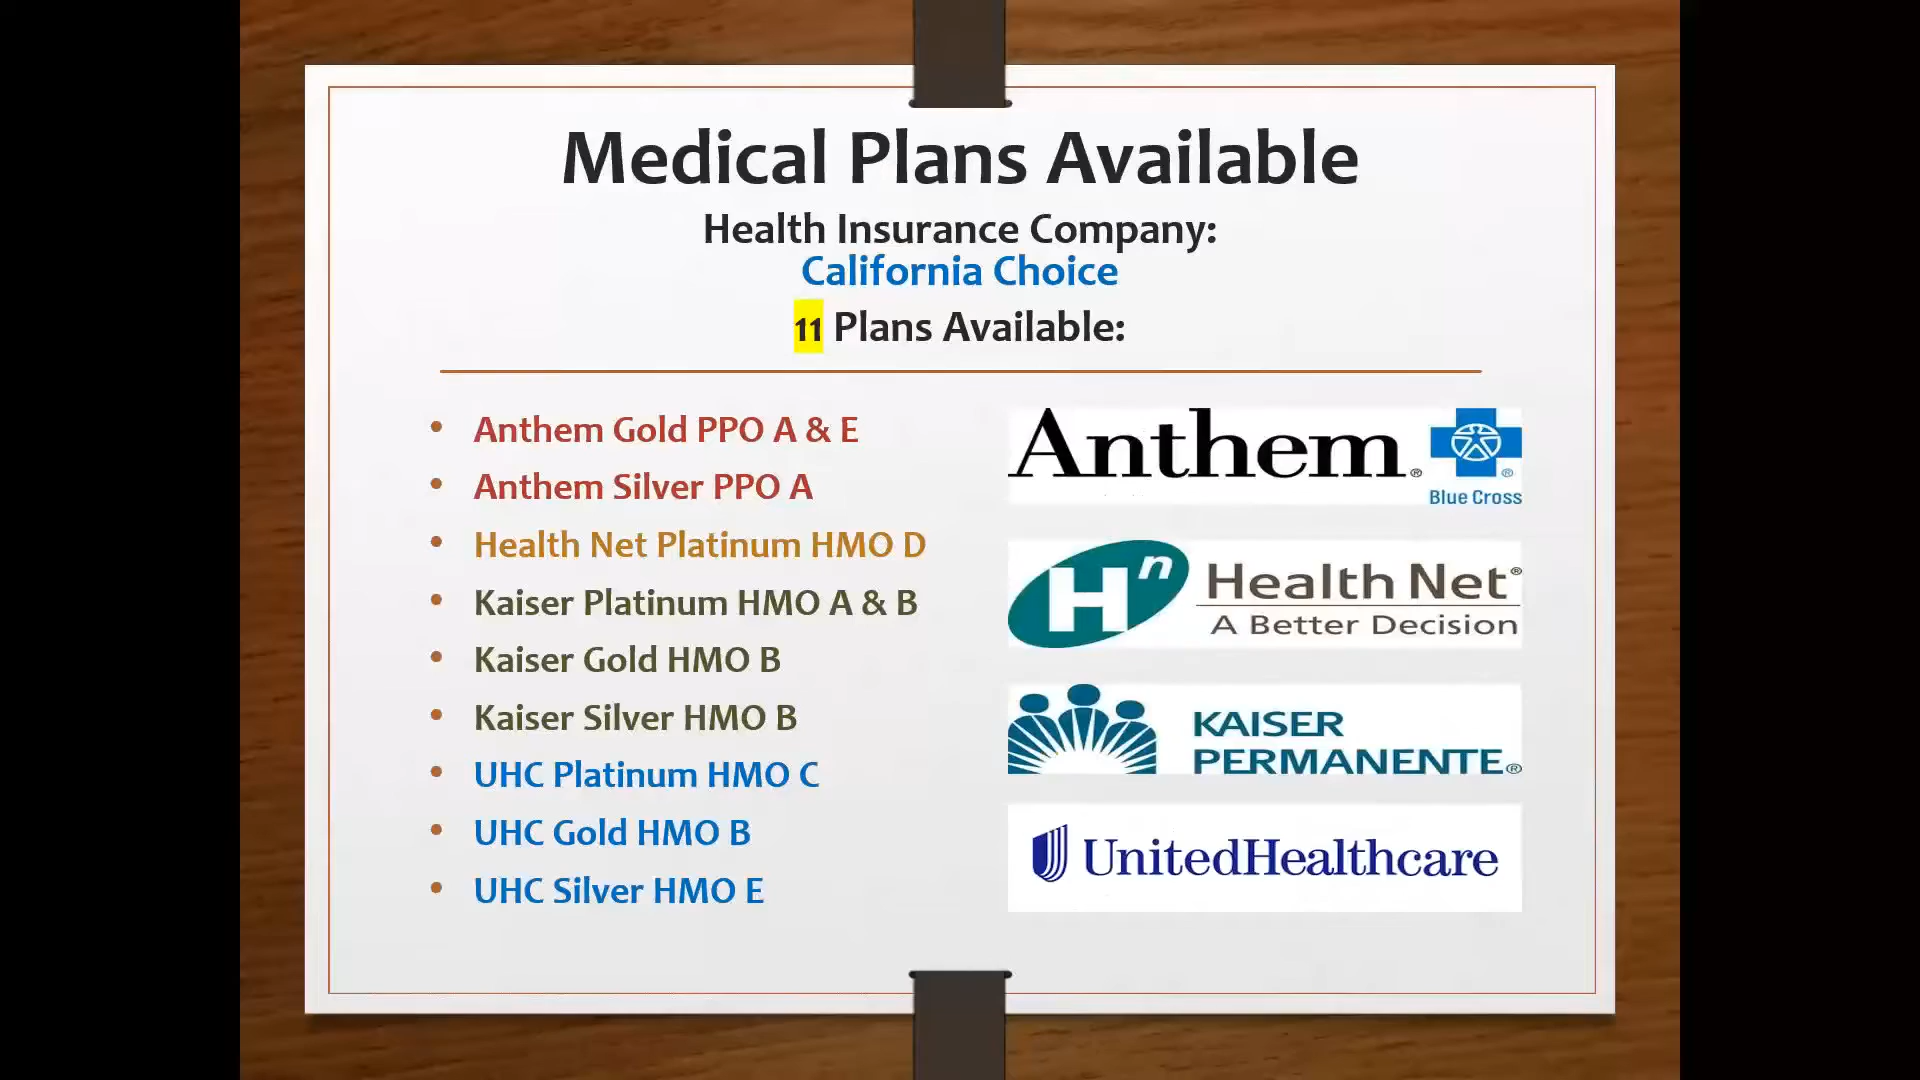 Medical Plans Available
Health Insurance Company:
California Choice
11 Plans Available:
• Anthem Gold PPO A & E
• Anthem Silver PPO A
• Health Net Platinum HMO D
• Kaiser Platinum HMO A & B
• Kaiser Gold HMO B
• Kaiser Silver HMO B
• UHC Platinum HMO C
• UHC Gold HMO B
• UHC Silver HMO E
Anthem®
Blue Cross
Hn Health Net®
A Better Decision
KAISER
PERMANENTE®
UnitedHealthcare